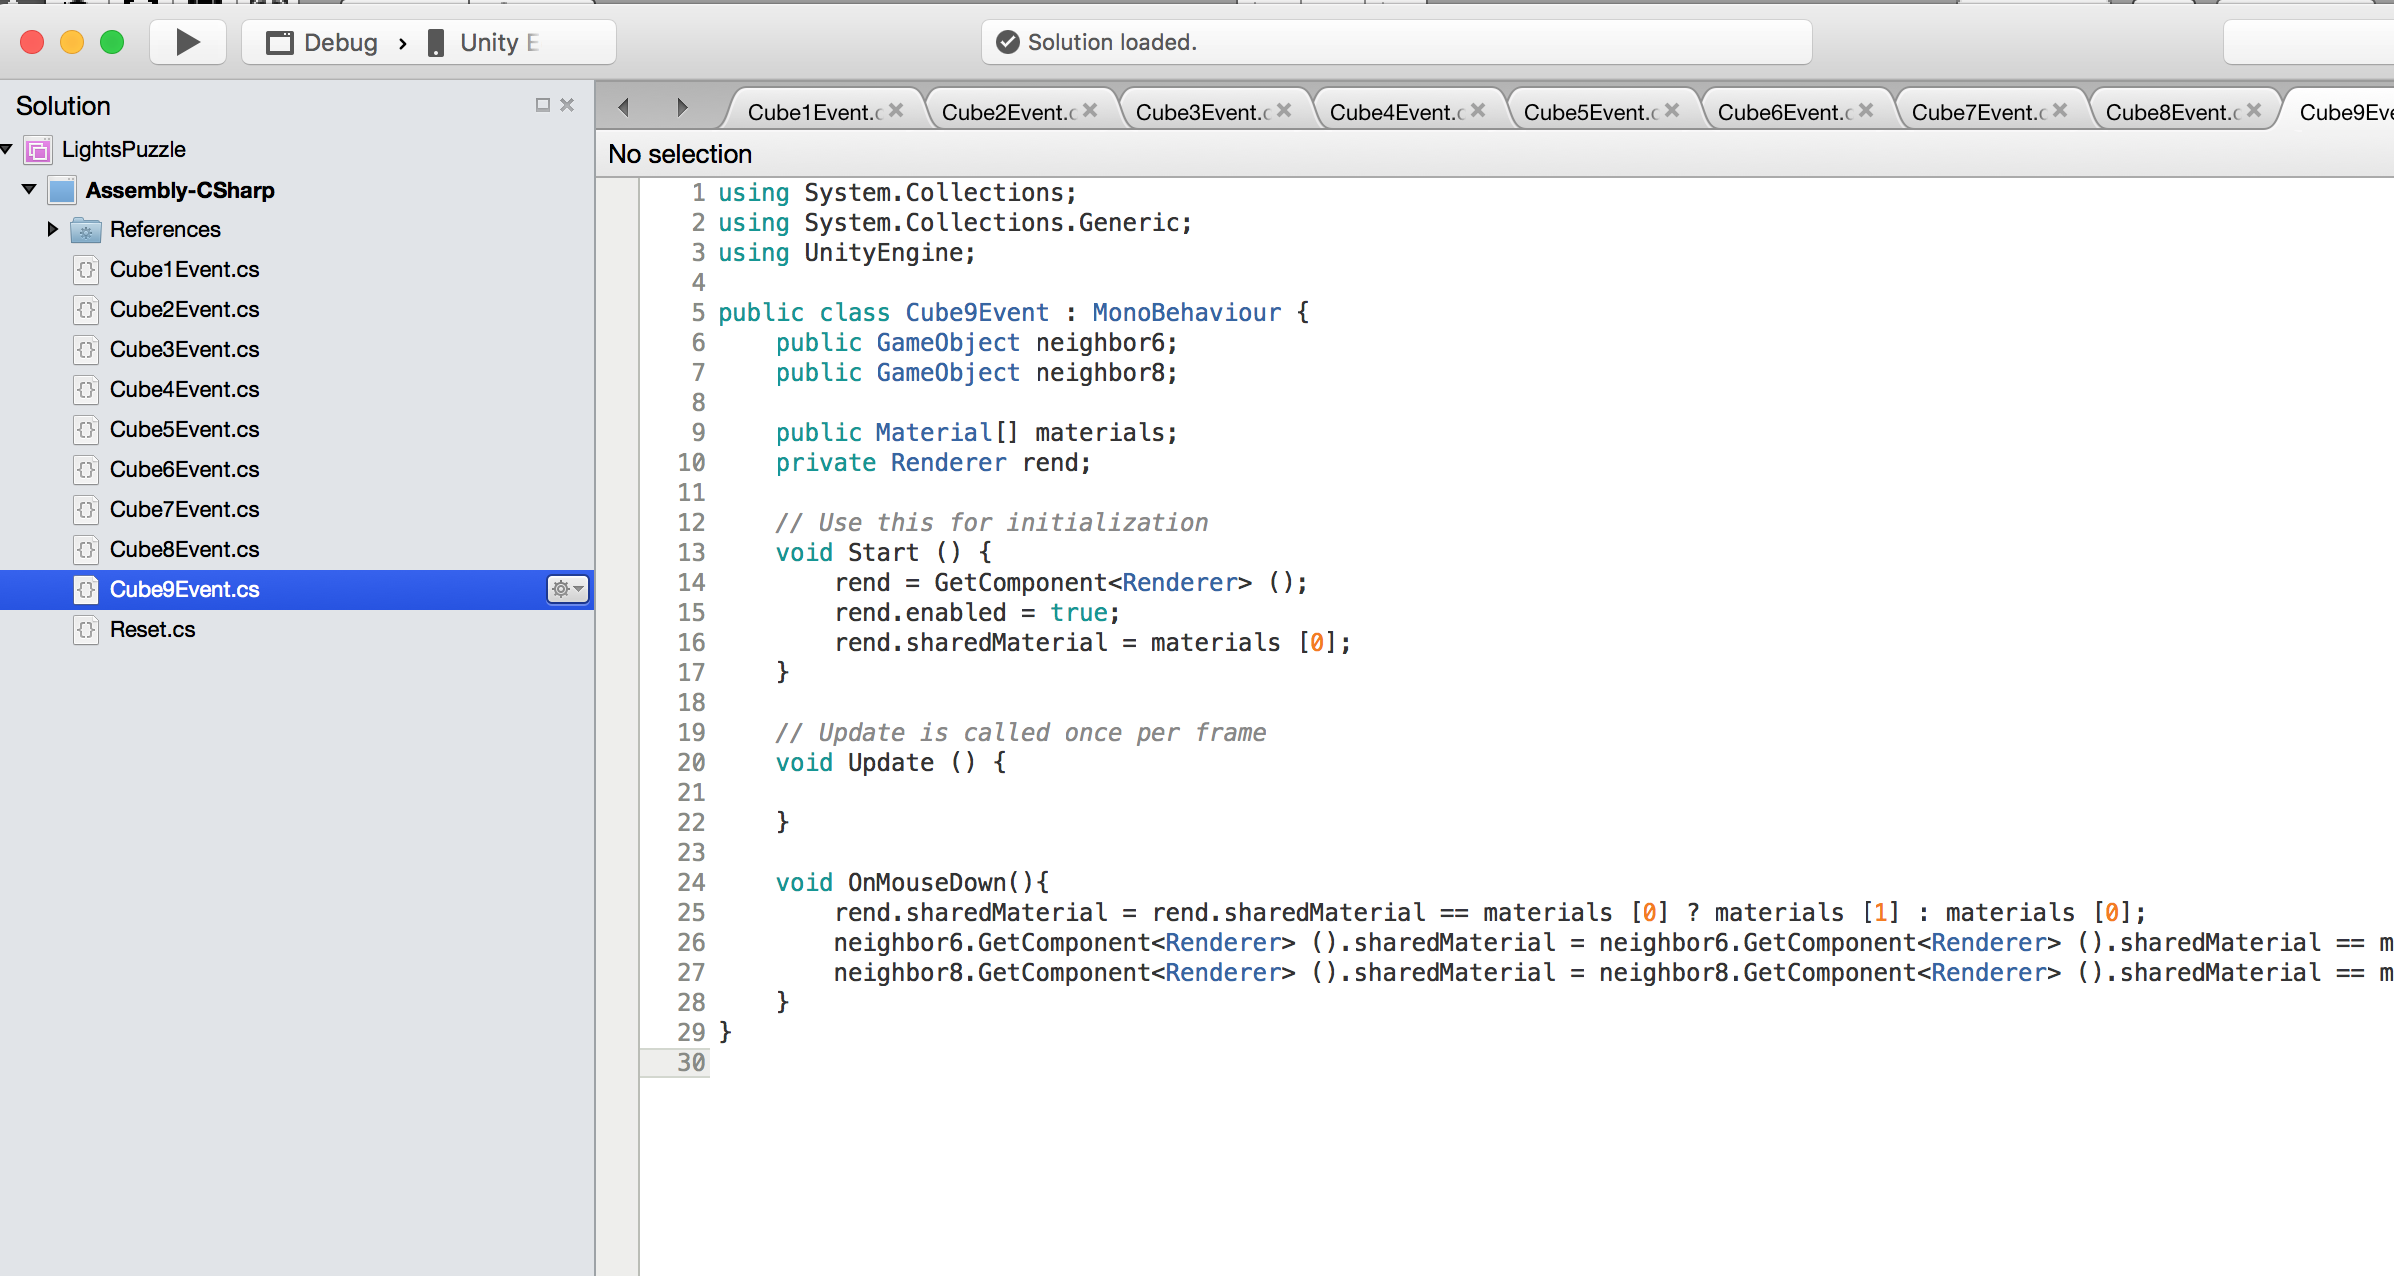 Debug › Unity E
Solution loaded.
Solution
LightsPuzzle
Assembly-CSharp
References
Cube1Event.cs
Cube2Event.cs
Cube3Event.cs
Cube4Event.cs
Cube5Event.cs
Cube6Event.cs
Cube7Event.cs
Cube8Event.cs
Cube9Event.cs
Reset.cs
Cube1Event.c Cube2Event.c Cube3Event.c Cube4Event.c Cube5Event.c Cube6Event.c Cube7Event.c Cube8Event.c Cube9Eve
No selection
1 using System.Collections;
2 using System.Collections.Generic;
3 using UnityEngine;
4
5 public class Cube9Event : MonoBehaviour {
6 public GameObject neighbor6;
7 public GameObject neighbor8;
8
9 public Material[] materials;
10 private Renderer rend;
11
12 // Use this for initialization
13 void Start () {
14 rend = GetComponent<Renderer> ();
15 rend.enabled = true;
16 rend.sharedMaterial = materials [0];
17 }
18
19 // Update is called once per frame
20 void Update () {
21
22 }
23
24 void OnMouseDown(){
25 rend.sharedMaterial = rend.sharedMaterial == materials [0] ? materials [1] : materials [0];
26 neighbor6.GetComponent<Renderer> ().sharedMaterial = neighbor6.GetComponent<Renderer> ().sharedMaterial == m
27 neighbor8.GetComponent<Renderer> ().sharedMaterial = neighbor8.GetComponent<Renderer> ().sharedMaterial == m
28 }
29 }
30